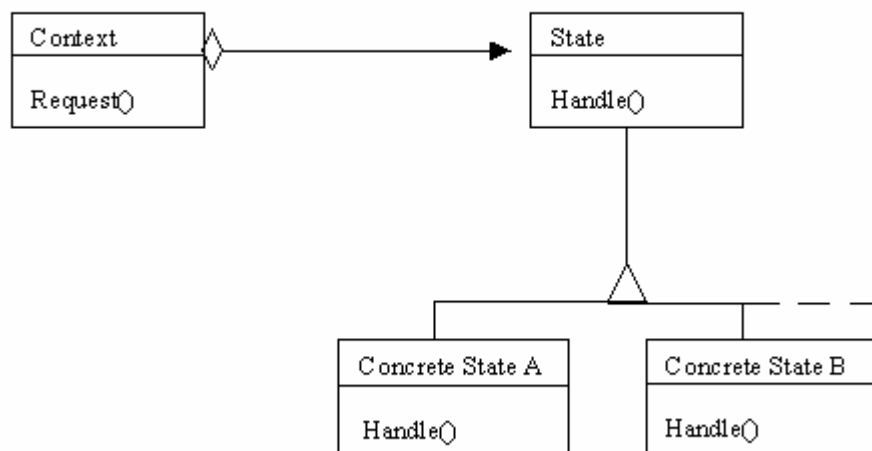 Context
Request()
State
Handle()
Concrete State A
Handle()
Concrete State B
Handle()